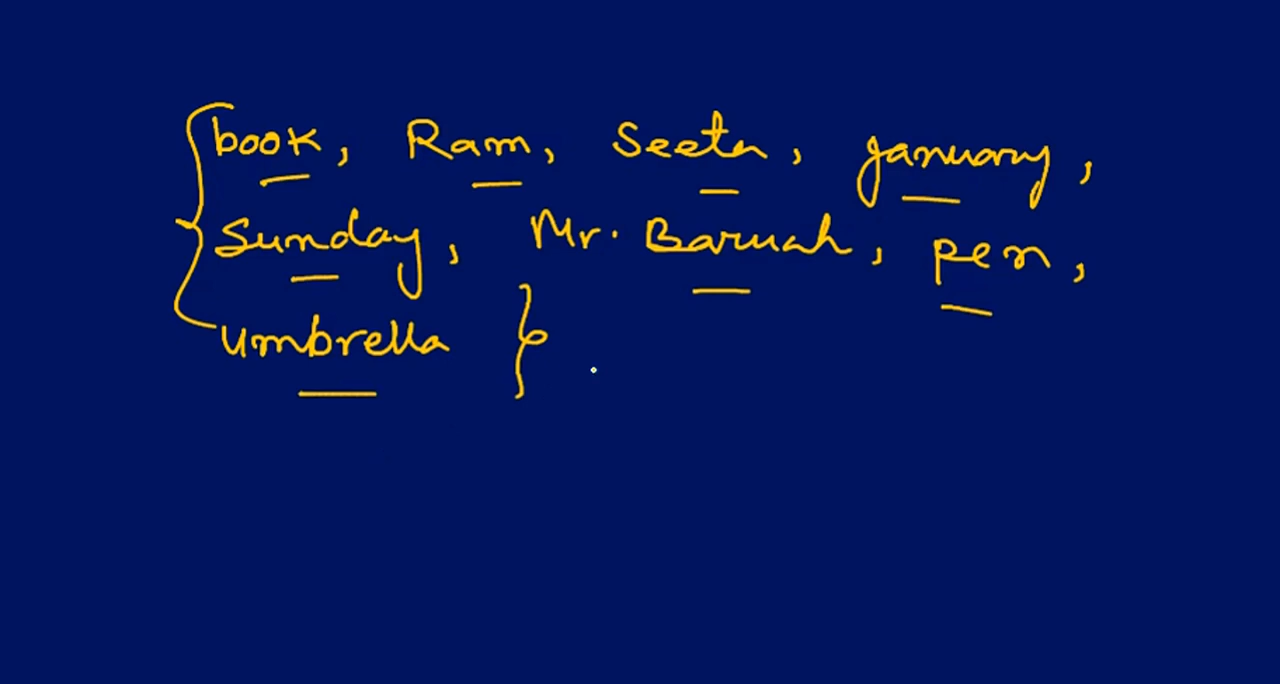 {book, Ram, Seeta, january,
Sunday, Mr. Baruah, pen,
umbrella }